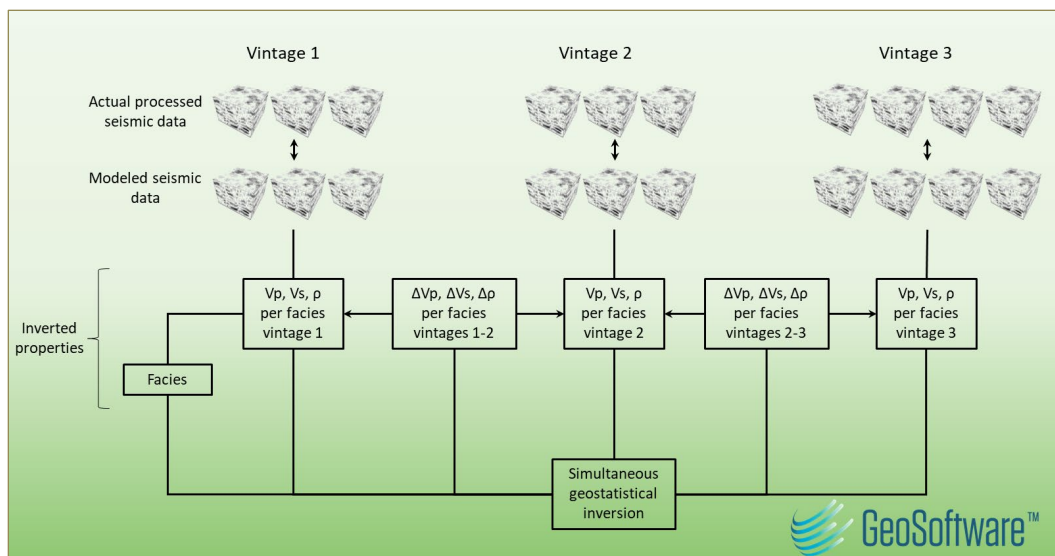 Vintage 1
Vintage 2
Vintage 3
Actual processed
seismic data
Modeled seismic
data
Inverted
properties
Vp, Vs, ρ
per facies
vintage 1
ΔVp, ΔVs, Δρ
per facies
vintages 1-2
Vp, Vs, ρ
per facies
vintage 2
ΔVp, ΔVs, Δρ
per facies
vintages 2-3
Vp, Vs, ρ
per facies
vintage 3
Facies
Simultaneous
geostatistical
inversion
GeoSoftware™